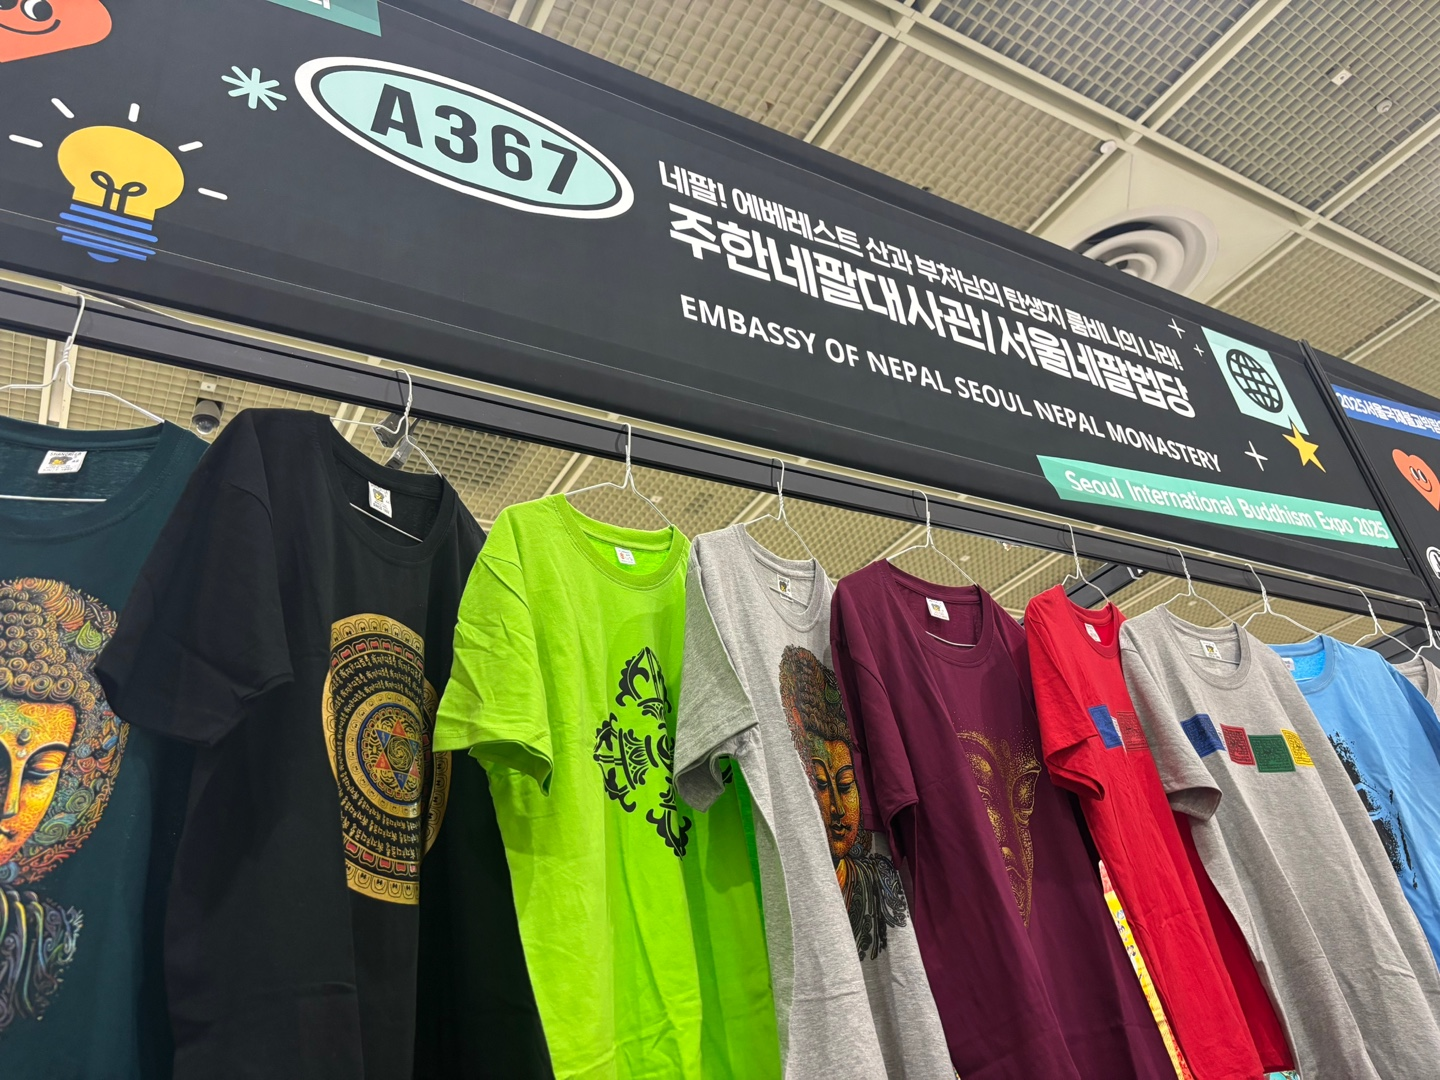 A367
네팔! 에베레스트 산과 부처님의 탄생지 룸비니의 나라!
주한네팔대사관|서울네팔법당
EMBASSY OF NEPAL SEOUL NEPAL MONASTERY
Seoul International Buddhism Expo 2025